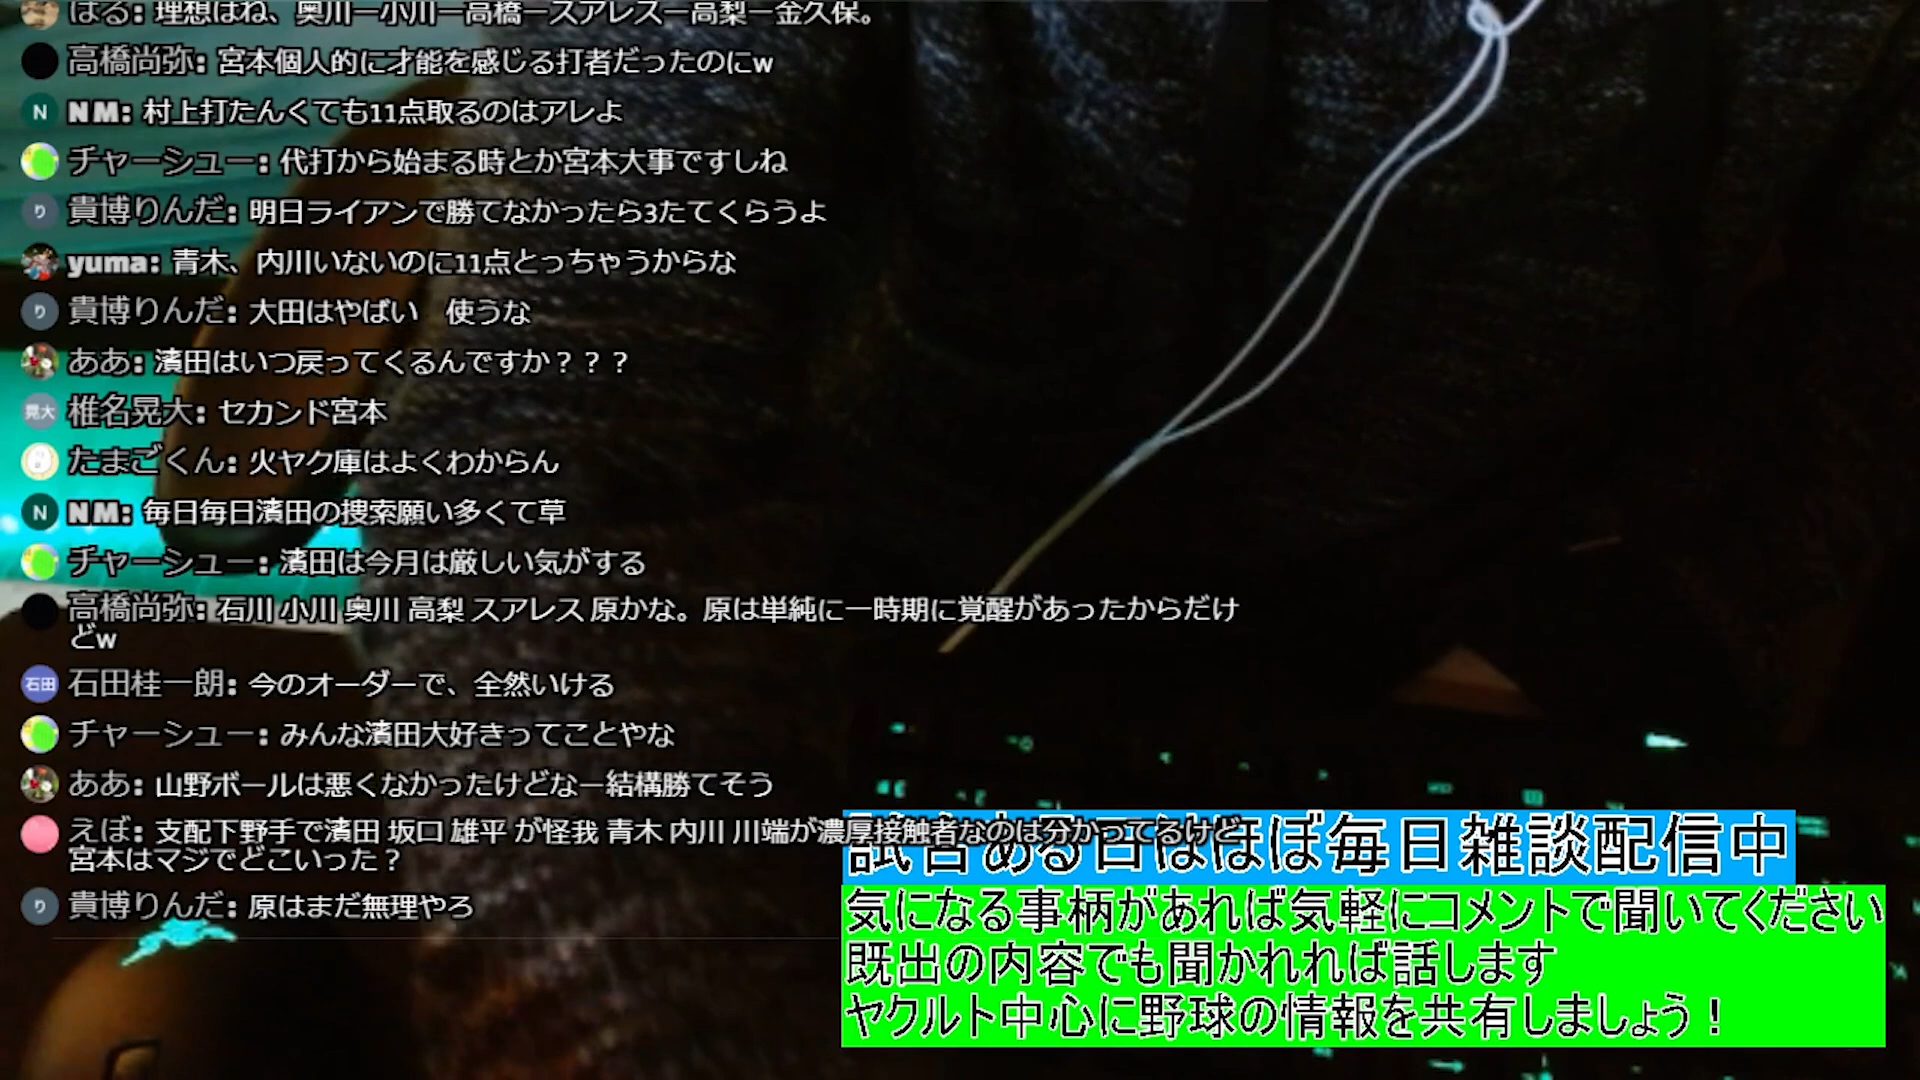 はる: 理想はね、奥川ー小川ー高橋ースアレスー高梨ー金久保。
高橋尚弥: 宮本個人的に才能を感じる打者だったのにw
N NM: 村上打たんくても11点取るのはアレよ
チャーシュー: 代打から始まる時とか宮本大事ですしね
り 貴博りんだ: 明日ライアンで勝てなかったら3たてくらうよ
yuma: 青木、内川いないのに11点とっちゃうからな
り 貴博りんだ: 大田はやばい　使うな
ああ: 濱田はいつ戻ってくるんですか？？？
晃大 椎名晃大: セカンド宮本
たまごくん: 火ヤク庫はよくわからん
N NM: 毎日毎日濱田の捜索願い多くて草
チャーシュー: 濱田は今月は厳しい気がする
高橋尚弥: 石川 小川 奥川 高梨 スアレス 原かな。原は単純に一時期に覚醒があったからだけ
どw
石田 石田桂一朗: 今のオーダーで、全然いける
チャーシュー: みんな濱田大好きってことやな
ああ: 山野ボールは悪くなかったけどなー結構勝てそう
えぼ: 支配下野手で濱田 坂口 雄平 が怪我 青木 内川 川端が濃厚接触者なのは分かってるけど
宮本はマジでどこいった？
り 貴博りんだ: 原はまだ無理やろ
試合ある日はほぼ毎日雑談配信中
気になる事柄があれば気軽にコメントで聞いてください
既出の内容でも聞かれれば話します
ヤクルト中心に野球の情報を共有しましょう！